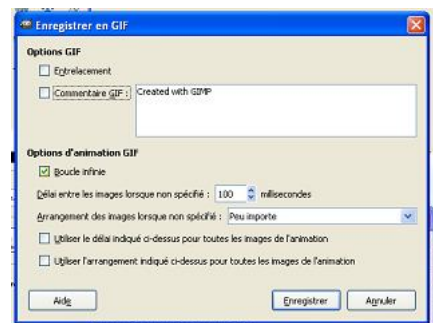 Enregistrer en GIF
Options GIF
Entrelacement
Commentaire GIF : Created with GIMP
Options d'animation GIF
Boucle infinie
Délai entre les images lorsque non spécifié : 100 millisecondes
Arrangement des images lorsque non spécifié : Peu importe
Utiliser le délai indiqué ci-dessus pour toutes les images de l'animation
Utiliser l'arrangement indiqué ci-dessus pour toutes les images de l'animation
Aide Enregistrer Annuler